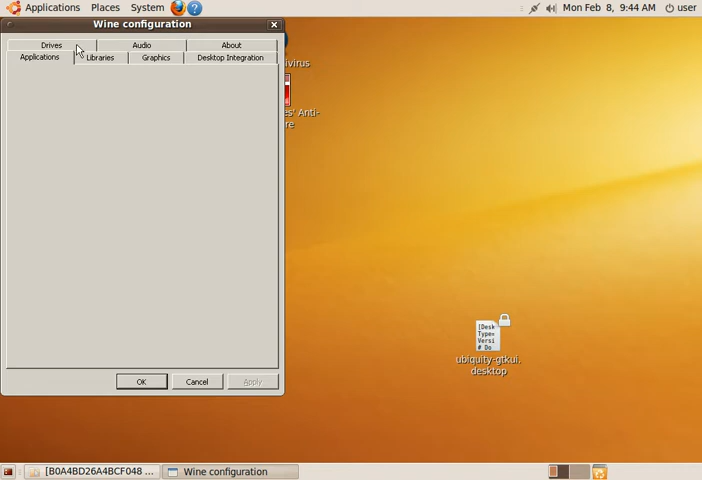 Applications Places System ? Mon Feb 8, 9:44 AM user
Wine configuration
Drives Audio About
Applications Libraries Graphics Desktop Integration
OK Cancel Apply
ivirus
es' Anti-
re
[Desk
Type=
Versi
# Do
ubiquity-gtkui.
desktop
[B0A4BD26A4BCF048 ... Wine configuration